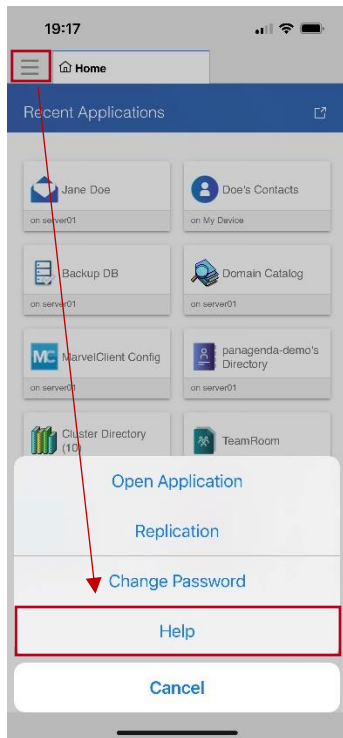 19:17
Home
Recent Applications
Jane Doe
on server01
Doe's Contacts
on My Device
Backup DB
on server01
Domain Catalog
on server01
MC
MarvelClient Config
on server01
panagenda-demo's
Directory
on server01
Cluster Directory
(10)
TeamRoom
Open Application
Replication
Change Password
Help
Cancel